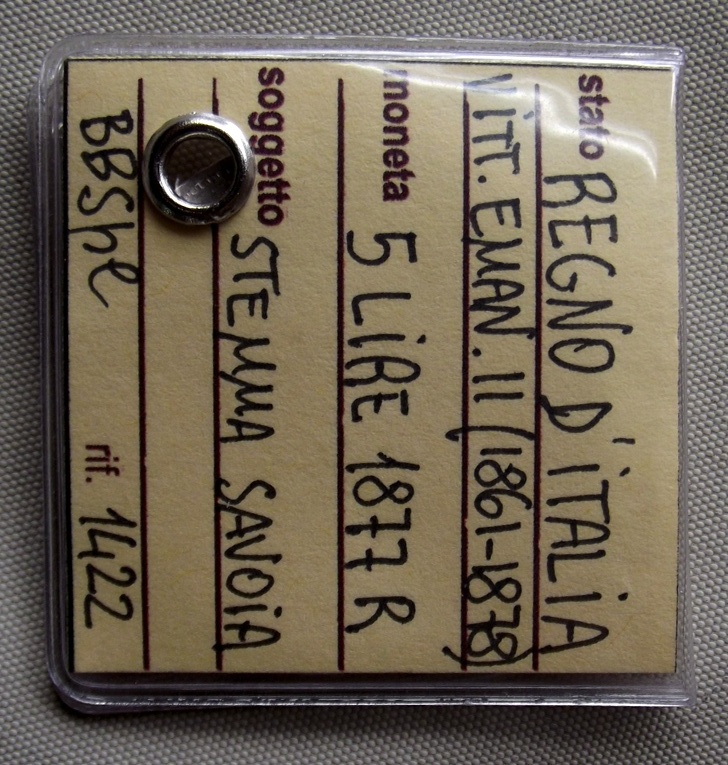 stato REGNO D'ITALIA
VITT. EMAN. II (1861-1878)
moneta 5 LIRE 1877 R
soggetto STEMMA SAVOIA
BBSpl rif. 1422